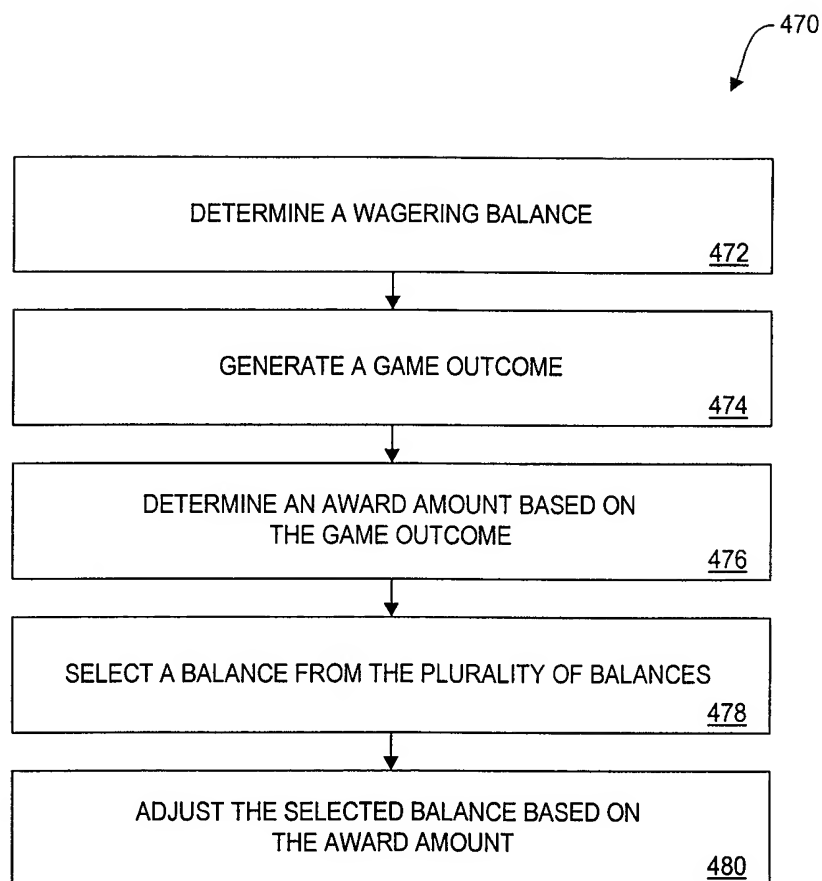 470
DETERMINE A WAGERING BALANCE
472
GENERATE A GAME OUTCOME
474
DETERMINE AN AWARD AMOUNT BASED ON
THE GAME OUTCOME
476
SELECT A BALANCE FROM THE PLURALITY OF BALANCES
478
ADJUST THE SELECTED BALANCE BASED ON
THE AWARD AMOUNT
480